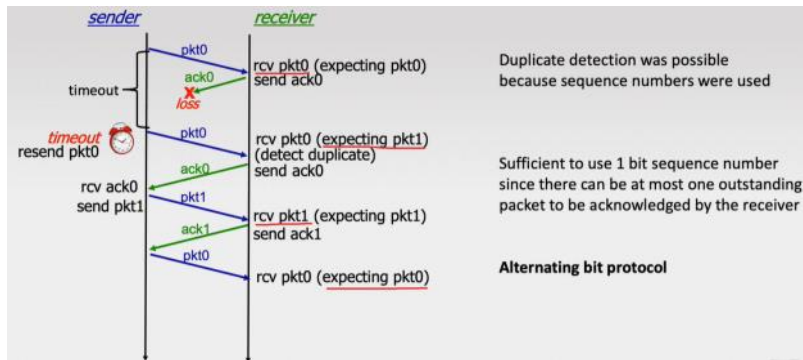 sender
receiver
pkt0
rcv pkt0 (expecting pkt0)
send ack0
ack0
loss
timeout
timeout
resend pkt0
pkt0
rcv pkt0 (expecting pkt1)
(detect duplicate)
send ack0
ack0
rcv ack0
send pkt1
pkt1
rcv pkt1 (expecting pkt1)
send ack1
ack1
pkt0
rcv pkt0 (expecting pkt0)
Duplicate detection was possible
because sequence numbers were used
Sufficient to use 1 bit sequence number
since there can be at most one outstanding
packet to be acknowledged by the receiver
Alternating bit protocol